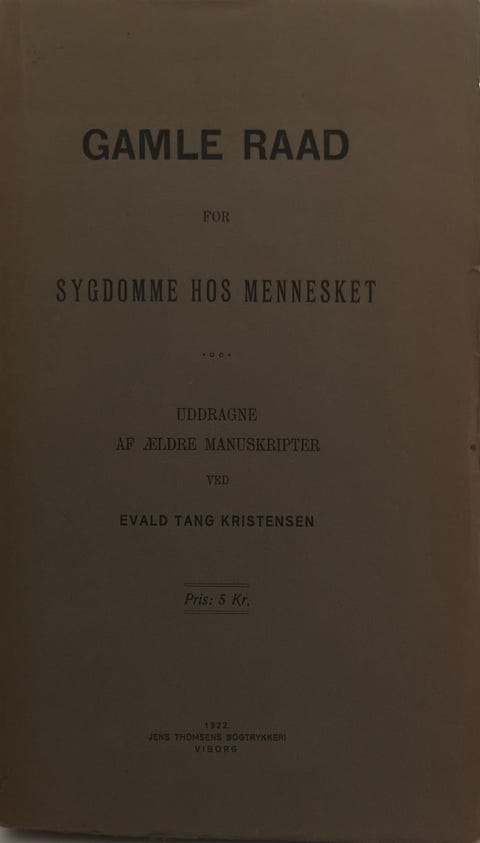 GAMLE RAAD
FOR
SYGDOMME HOS MENNESKET
UDDRAGNE
AF ÆLDRE MANUSKRIPTER
VED
EVALD TANG KRISTENSEN
Pris: 5 Kr.
1922.
JENS THOMSENS BOGTRYKKERI
VIBORG